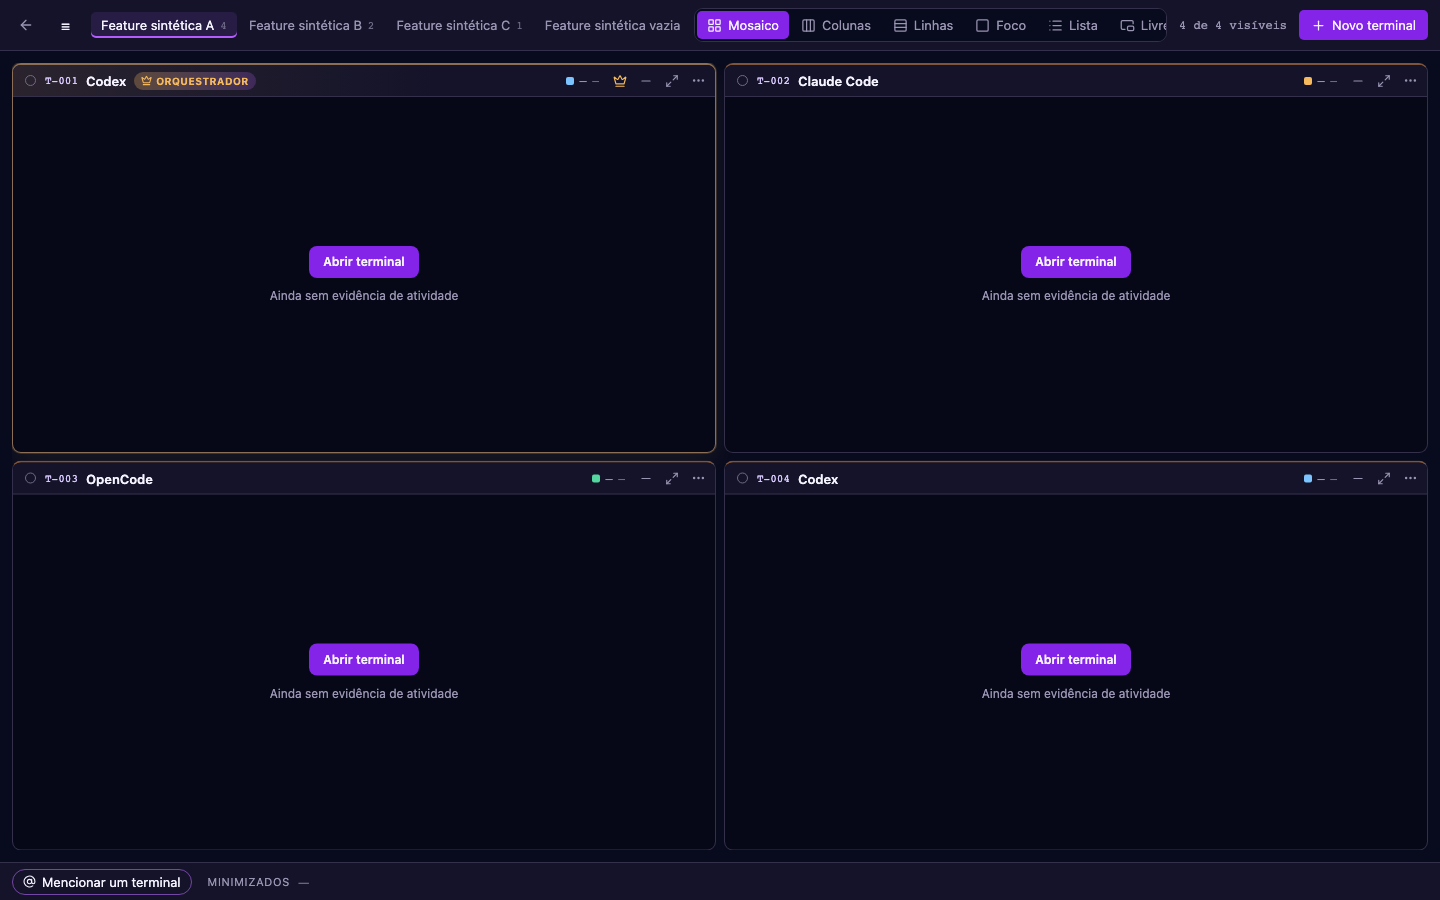 Feature sintética A 4 Feature sintética B 2 Feature sintética C 1 Feature sintética vazia Mosaico Colunas Linhas Foco Lista Livre 4 de 4 visíveis + Novo terminal
T-001 Codex ORQUESTRADOR
T-002 Claude Code
Abrir terminal
Ainda sem evidência de atividade
Abrir terminal
Ainda sem evidência de atividade
T-003 OpenCode
T-004 Codex
Abrir terminal
Ainda sem evidência de atividade
Abrir terminal
Ainda sem evidência de atividade
@ Mencionar um terminal MINIMIZADOS —